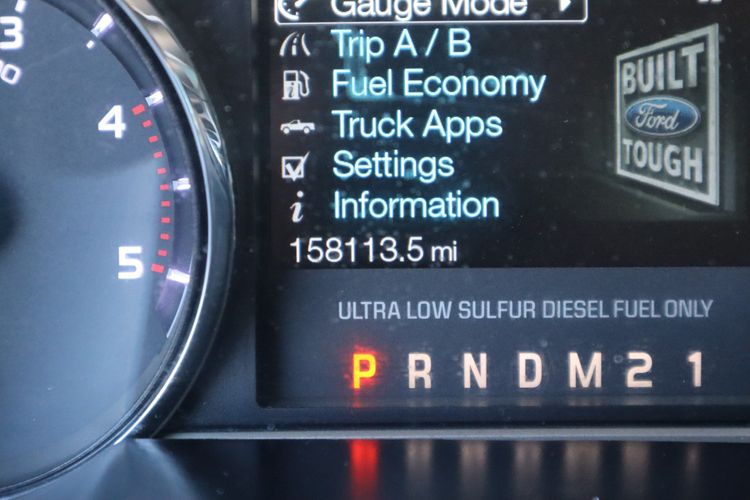 Gauge Mode
Trip A / B
Fuel Economy
Truck Apps
Settings
Information
158113.5 mi
BUILT
Ford
TOUGH
3
4
5
ULTRA LOW SULFUR DIESEL FUEL ONLY
P R N D M 2 1